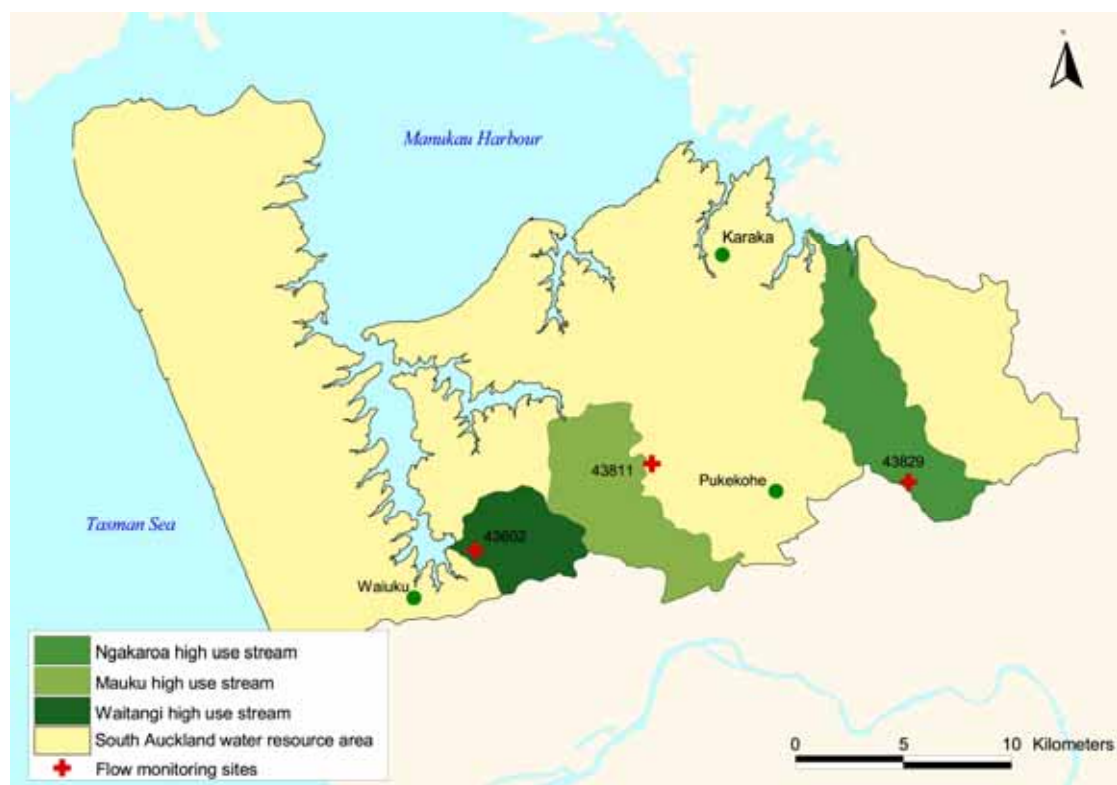 Manukau Harbour
Karaka
43829
43811
Pukekohe
Tasman Sea
43602
Waiuku
Ngakaroa high use stream
Mauku high use stream
Waitangi high use stream
South Auckland water resource area
Flow monitoring sites
0 5 10 Kilometers